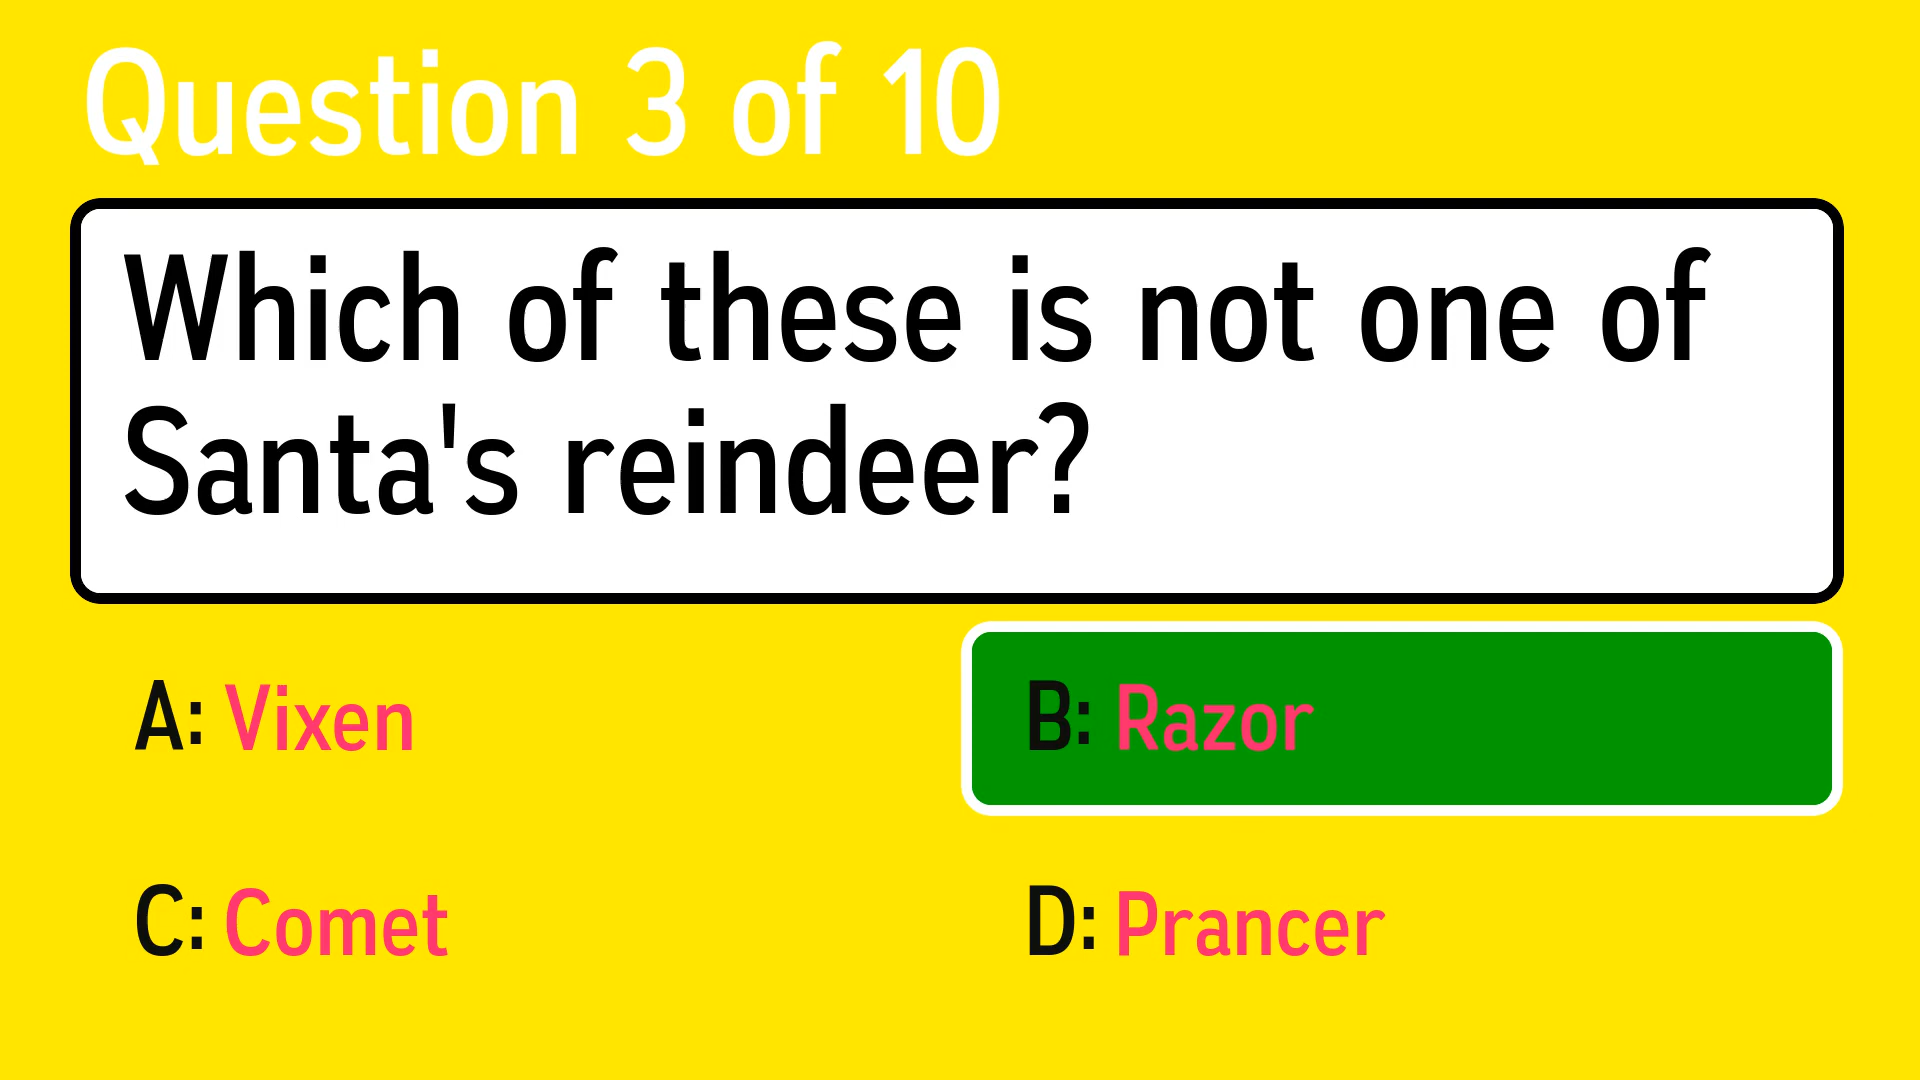 Question 3 of 10
Which of these is not one of
Santa's reindeer?
A: Vixen
B: Razor
C: Comet
D: Prancer